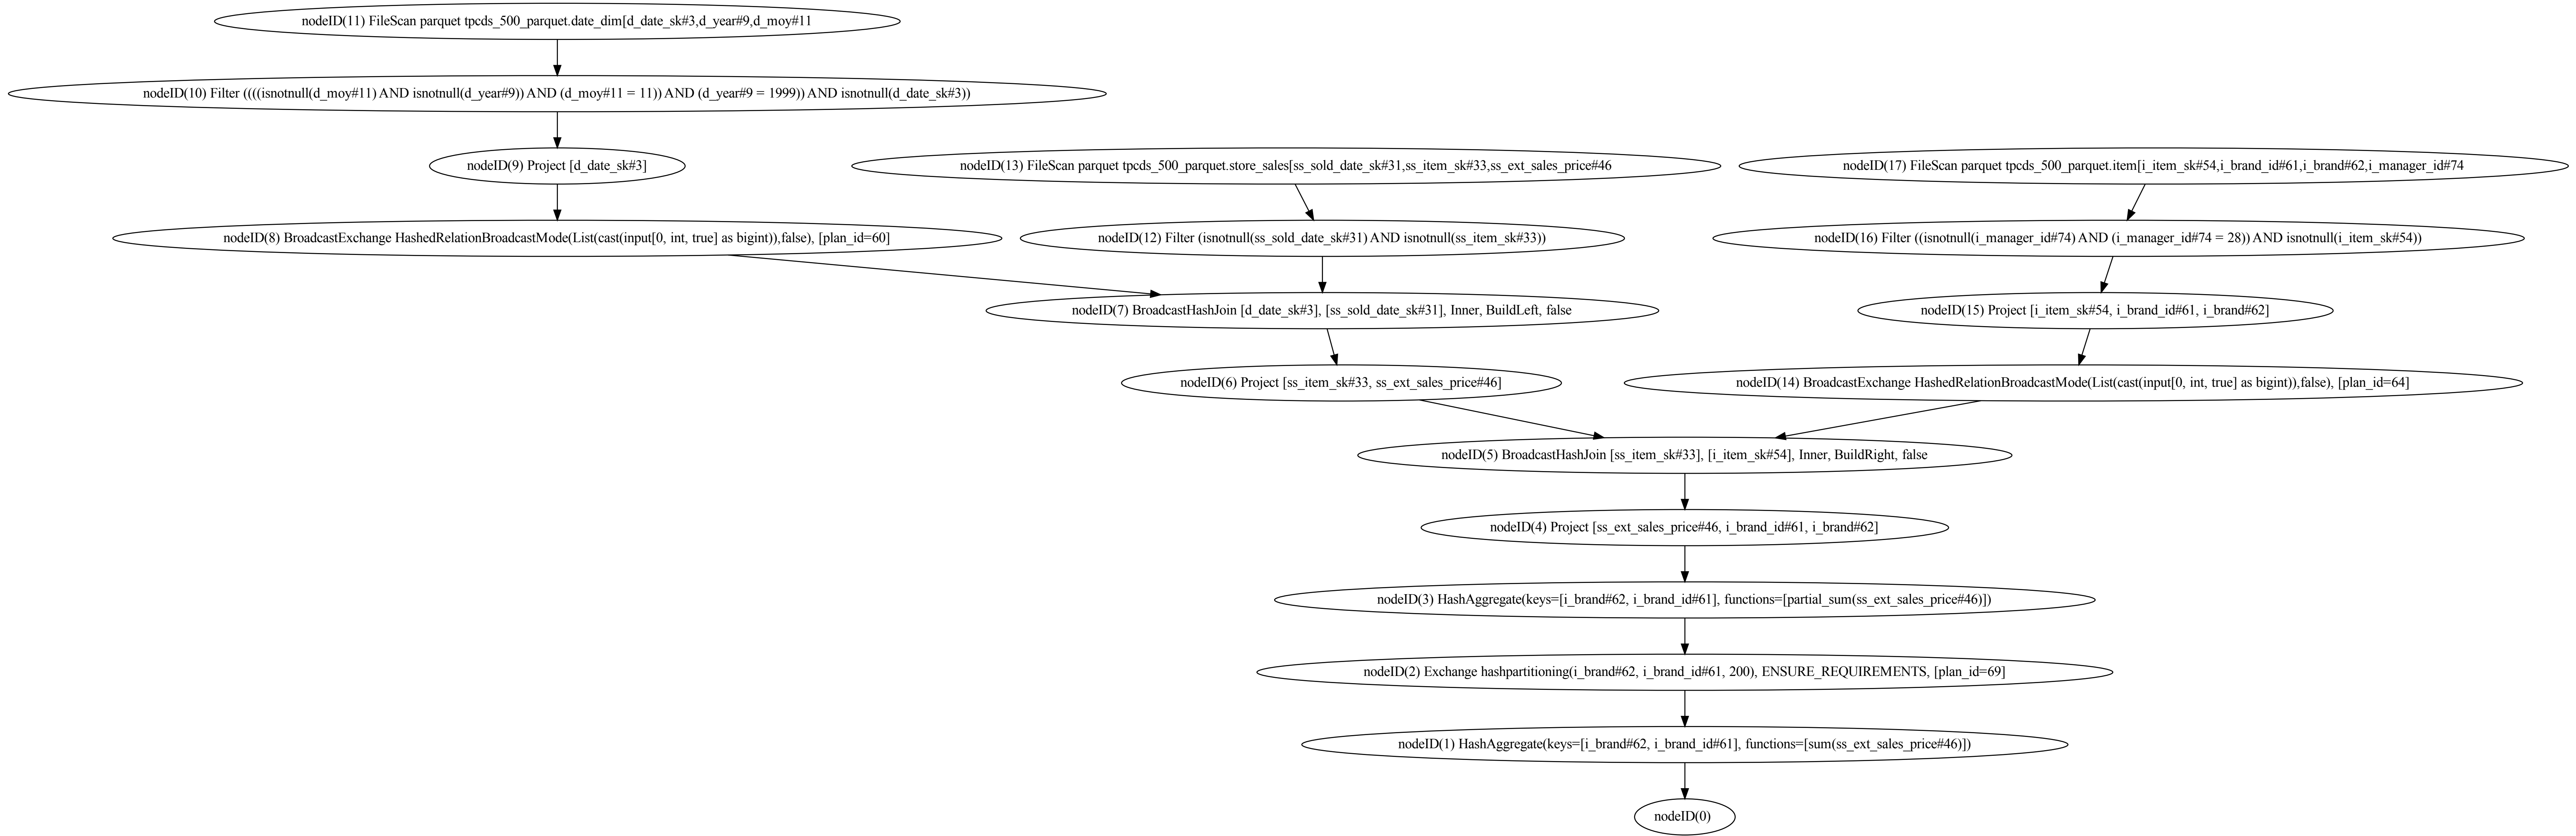 nodeID(11) FileScan parquet tpcds_500_parquet.date_dim[d_date_sk#3,d_year#9,d_moy#11
nodeID(10) Filter ((((isnotnull(d_moy#11) AND isnotnull(d_year#9)) AND (d_moy#11 = 11)) AND (d_year#9 = 1999)) AND isnotnull(d_date_sk#3))
nodeID(9) Project [d_date_sk#3]
nodeID(13) FileScan parquet tpcds_500_parquet.store_sales[ss_sold_date_sk#31,ss_item_sk#33,ss_ext_sales_price#46
nodeID(17) FileScan parquet tpcds_500_parquet.item[i_item_sk#54,i_brand_id#61,i_brand#62,i_manager_id#74
nodeID(8) BroadcastExchange HashedRelationBroadcastMode(List(cast(input[0, int, true] as bigint)),false), [plan_id=60]
nodeID(12) Filter (isnotnull(ss_sold_date_sk#31) AND isnotnull(ss_item_sk#33))
nodeID(16) Filter ((isnotnull(i_manager_id#74) AND (i_manager_id#74 = 28)) AND isnotnull(i_item_sk#54))
nodeID(7) BroadcastHashJoin [d_date_sk#3], [ss_sold_date_sk#31], Inner, BuildLeft, false
nodeID(15) Project [i_item_sk#54, i_brand_id#61, i_brand#62]
nodeID(6) Project [ss_item_sk#33, ss_ext_sales_price#46]
nodeID(14) BroadcastExchange HashedRelationBroadcastMode(List(cast(input[0, int, true] as bigint)),false), [plan_id=64]
nodeID(5) BroadcastHashJoin [ss_item_sk#33], [i_item_sk#54], Inner, BuildRight, false
nodeID(4) Project [ss_ext_sales_price#46, i_brand_id#61, i_brand#62]
nodeID(3) HashAggregate(keys=[i_brand#62, i_brand_id#61], functions=[partial_sum(ss_ext_sales_price#46)])
nodeID(2) Exchange hashpartitioning(i_brand#62, i_brand_id#61, 200), ENSURE_REQUIREMENTS, [plan_id=69]
nodeID(1) HashAggregate(keys=[i_brand#62, i_brand_id#61], functions=[sum(ss_ext_sales_price#46)])
nodeID(0)